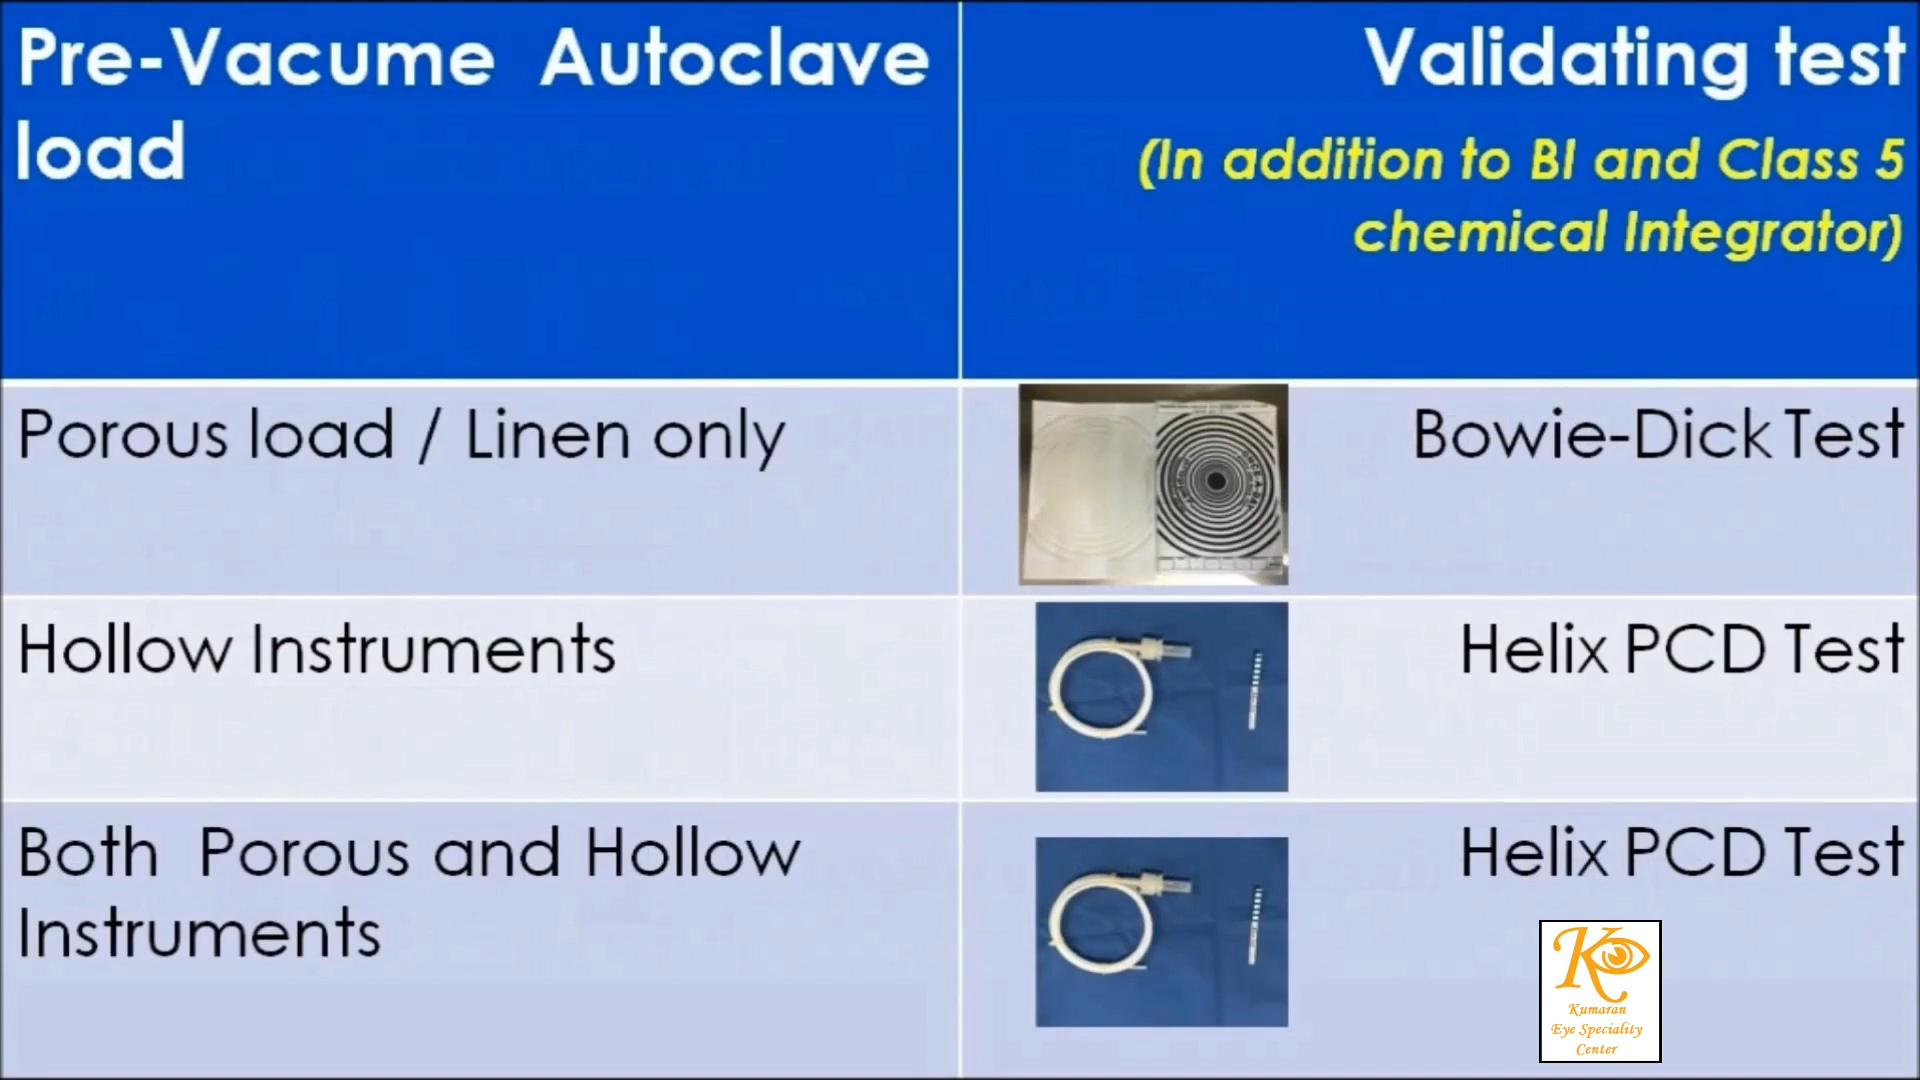 Pre-Vacume Autoclave
load
Validating test
(In addition to BI and Class 5
chemical Integrator)
Porous load / Linen only
Bowie-Dick Test
Hollow Instruments
Helix PCD Test
Both Porous and Hollow
Instruments
Helix PCD Test
Kumaran
Eye Speciality
Center